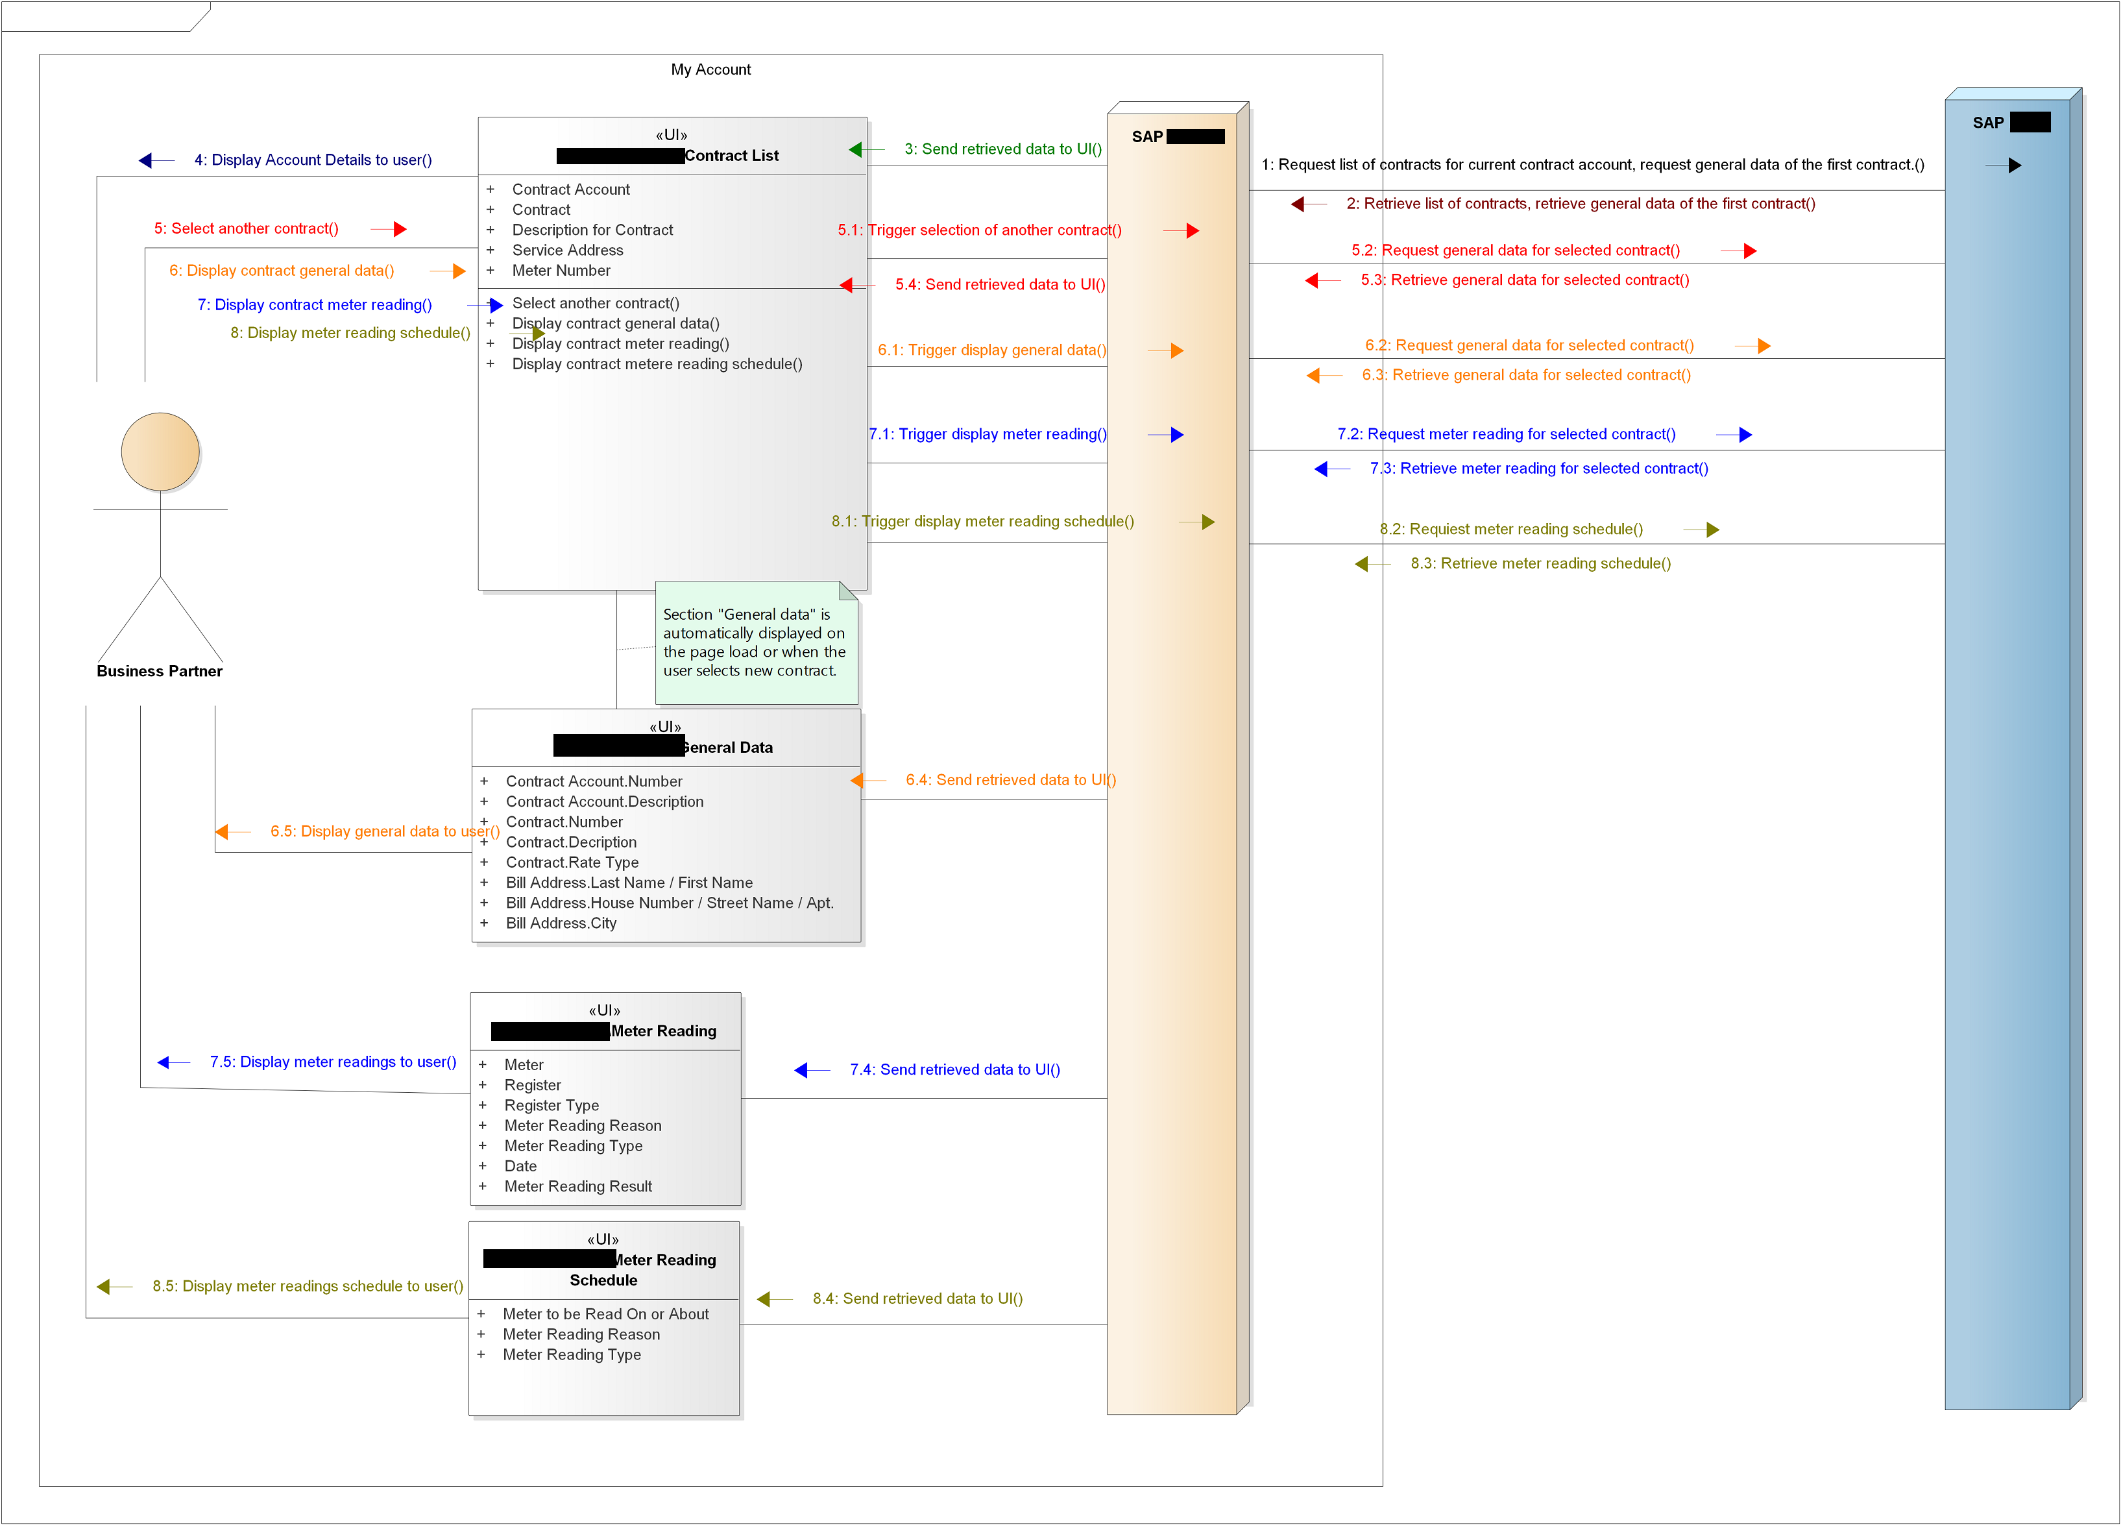 My Account
«UI»
Contract List
+ Contract Account
+ Contract
+ Description for Contract
+ Service Address
+ Meter Number
+ Select another contract()
+ Display contract general data()
+ Display contract meter reading()
+ Display contract metere reading schedule()
SAP
SAP
1: Request list of contracts for current contract account, request general data of the first contract.()
2: Retrieve list of contracts, retrieve general data of the first contract()
3: Send retrieved data to UI()
4: Display Account Details to user()
5: Select another contract()
5.1: Trigger selection of another contract()
5.2: Request general data for selected contract()
5.3: Retrieve general data for selected contract()
5.4: Send retrieved data to UI()
6: Display contract general data()
6.1: Trigger display general data()
6.2: Request general data for selected contract()
6.3: Retrieve general data for selected contract()
7: Display contract meter reading()
7.1: Trigger display meter reading()
7.2: Request meter reading for selected contract()
7.3: Retrieve meter reading for selected contract()
8: Display meter reading schedule()
8.1: Trigger display meter reading schedule()
8.2: Requiest meter reading schedule()
8.3: Retrieve meter reading schedule()
Business Partner
Section "General data" is
automatically displayed on
the page load or when the
user selects new contract.
«UI»
General Data
+ Contract Account.Number
+ Contract Account.Description
+ Contract.Number
+ Contract.Decription
+ Contract.Rate Type
+ Bill Address.Last Name / First Name
+ Bill Address.House Number / Street Name / Apt.
+ Bill Address.City
6.4: Send retrieved data to UI()
6.5: Display general data to user()
«UI»
.Meter Reading
+ Meter
+ Register
+ Register Type
+ Meter Reading Reason
+ Meter Reading Type
+ Date
+ Meter Reading Result
7.4: Send retrieved data to UI()
7.5: Display meter readings to user()
«UI»
Meter Reading
Schedule
+ Meter to be Read On or About
+ Meter Reading Reason
+ Meter Reading Type
8.4: Send retrieved data to UI()
8.5: Display meter readings schedule to user()